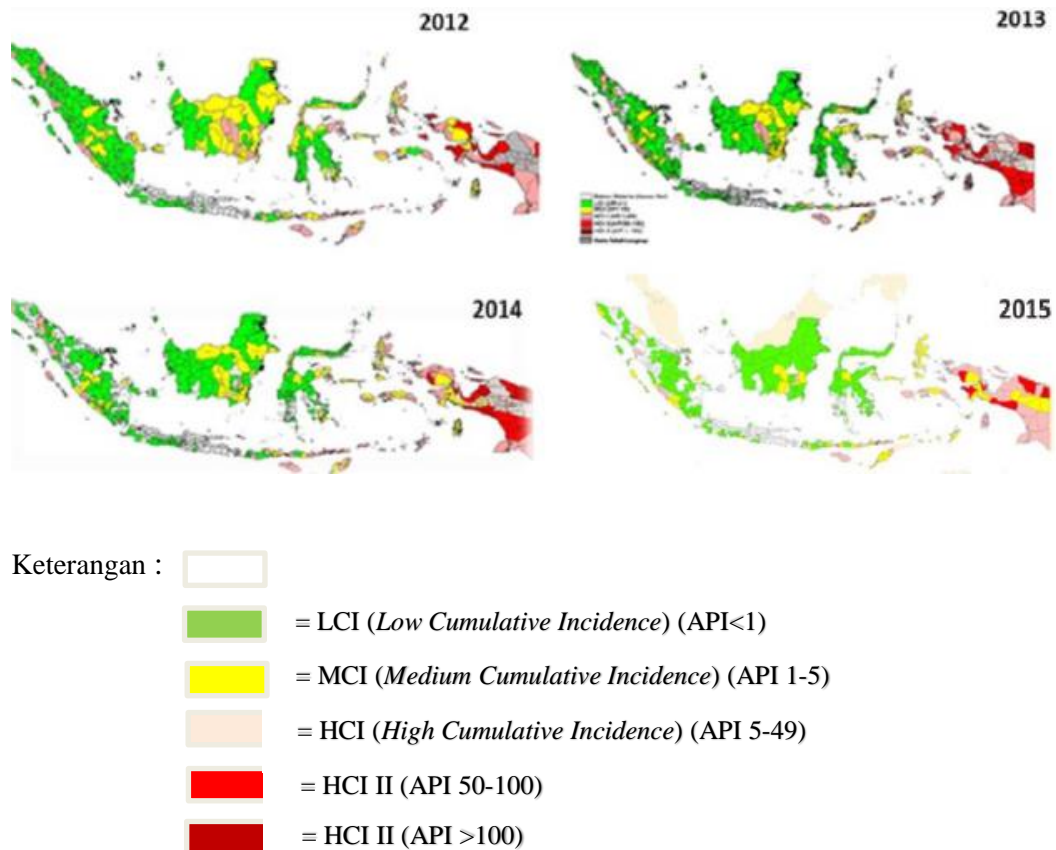 2012
2013
2014
2015
Keterangan :
= LCI (Low Cumulative Incidence) (API<1)
= MCI (Medium Cumulative Incidence) (API 1-5)
= HCI (High Cumulative Incidence) (API 5-49)
= HCI II (API 50-100)
= HCI II (API >100)